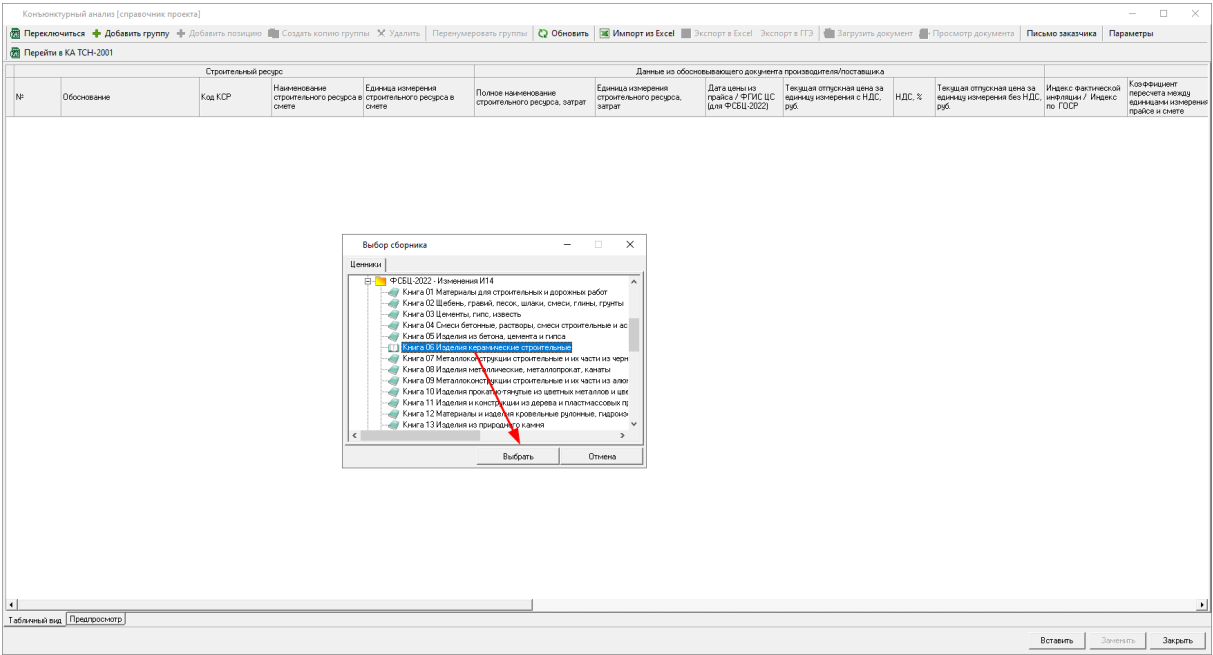 Конъюнктурный анализ [справочник проекта]
Переключиться Добавить группу Добавить позицию Создать копию группы Удалить Перенумеровать группы Обновить Импорт из Excel Экспорт в Excel Экспорт в ГГЭ Загрузить документ Просмотр документа Письмо заказчика Параметры
Перейти в КА ТСН-2001
Строительный ресурс Данные из обосновывающего документа производителя/поставщика
№
Обоснование
Код КСР
Наименование
строительного ресурса в
смете
Единица измерения
строительного ресурса в
смете
Полное наименование
строительного ресурса, затрат
Единица измерения
строительного ресурса,
затрат
Дата цены из
прайса / ФГИС ЦС
(для ФСБЦ-2022)
Текущая отпускная цена за
единицу измерения с НДС,
руб.
НДС, %
Текущая отпускная цена за
единицу измерения без НДС,
руб.
Индекс фактической
инфляции / Индекс
по ГОСР
Коэффициент
пересчета между
единицами измерения
прайсе и смете
Выбор сборника
Ценники
ФСБЦ-2022 - Изменения И14
Книга 01 Материалы для строительных и дорожных работ
Книга 02 Щебень, гравий, песок, шлаки, смеси, глины, грунты
Книга 03 Цементы, гипс, известь
Книга 04 Смеси бетонные, растворы, смеси строительные и ас
Книга 05 Изделия из бетона, цемента и гипса
Книга 06 Изделия керамические строительные
Книга 07 Металлоконструкции строительные и их части из черн
Книга 08 Изделия металлические, металлопрокат, канаты
Книга 09 Металлоконструкции строительные и их части из алюм
Книга 10 Изделия прокатно-тянутые из цветных металлов и цве
Книга 11 Изделия и конструкции из дерева и пластмассовых пр
Книга 12 Материалы и изделия кровельные рулонные, гидроизо
Книга 13 Изделия из природного камня
Выбрать Отмена
Табличный вид Предпросмотр
Вставить Заменить Закрыть